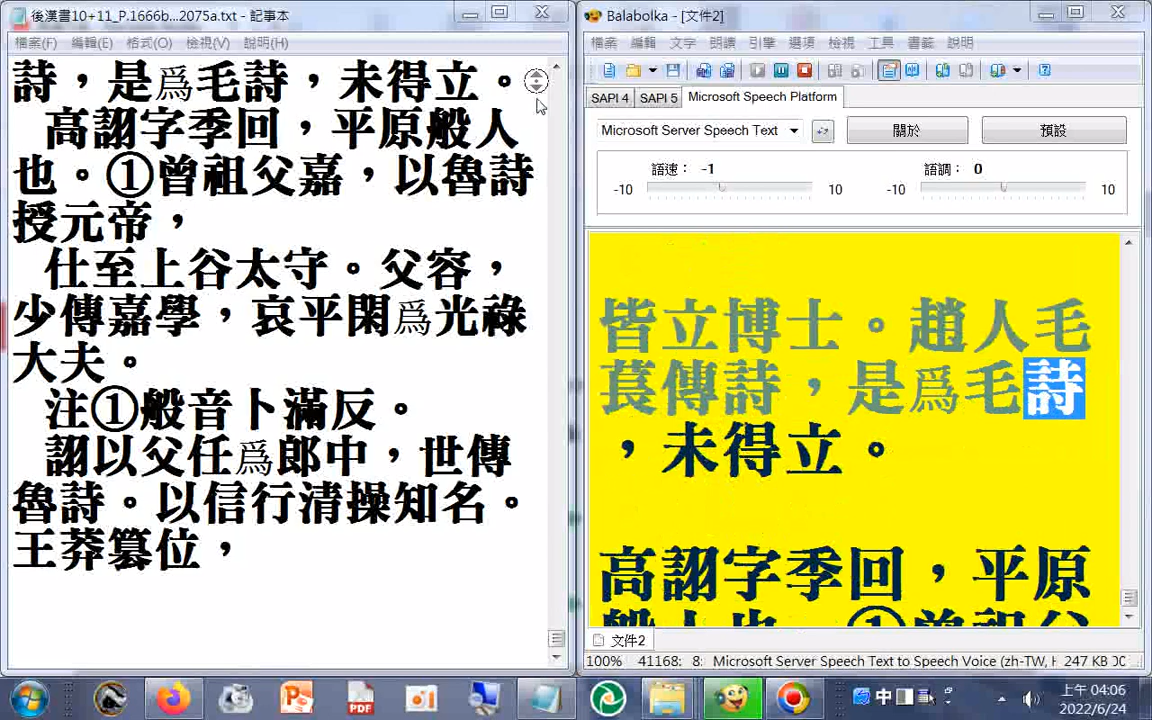 後漢書10+11_P.1666b...2075a.txt - 記事本
檔案(F) 編輯(E) 格式(O) 檢視(V) 說明(H)
詩，是爲毛詩，未得立。
高詡字季回，平原般人
也。①曾祖父嘉，以魯詩
授元帝，
仕至上谷太守。父容，
少傳嘉學，哀平閑爲光祿
大夫。
注①般音卜滿反。
詡以父任爲郎中，世傳
魯詩。以信行清操知名。
王莽篡位，
Balabolka - [文件2]
檔案 編輯 文字 朗讀 引擎 選項 檢視 工具 書籤 說明
SAPI 4 SAPI 5 Microsoft Speech Platform
Microsoft Server Speech Text 關於 預設
語速： -1 語調： 0
-10 10 -10 10
皆立博士。趙人毛
萇傳詩，是爲毛詩
，未得立。
高詡字季回，平原
般人也。①曾祖父
文件2
100% 41168: 8: Microsoft Server Speech Text to Speech Voice (zh-TW, 247 KB
中
上午 04:06
2022/6/24